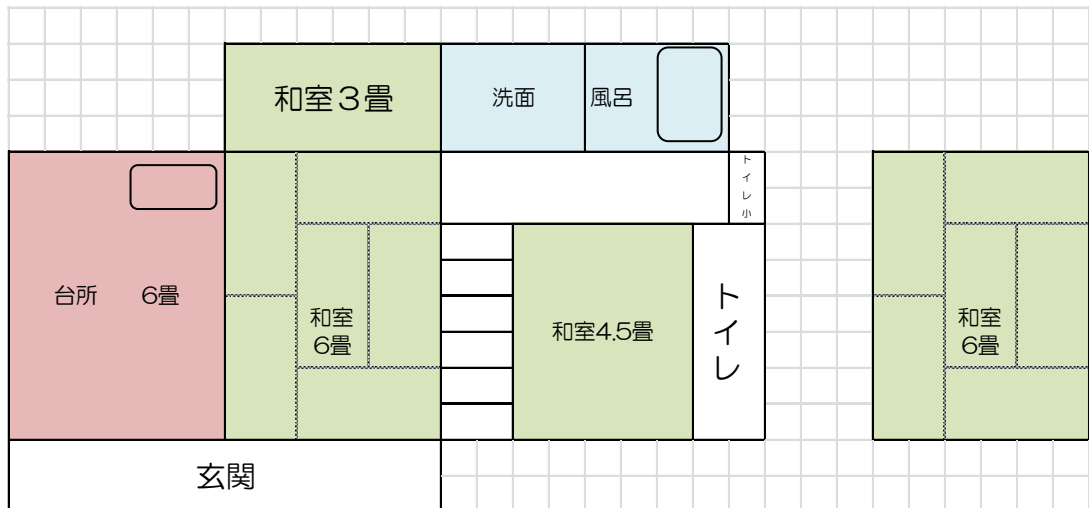 和室３畳
洗面
風呂
トイレ小
台所　　6畳
和室
6畳
和室4.5畳
トイレ
和室
6畳
玄関